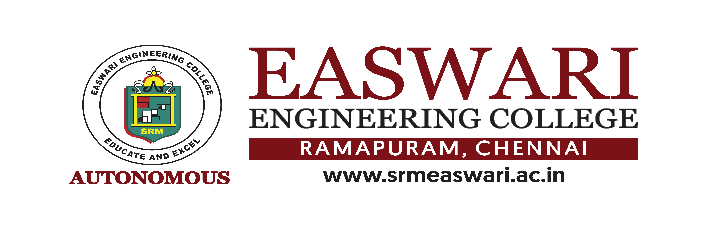 EASWARI ENGINEERING COLLEGE
SRM
EDUCATE AND EXCEL
AUTONOMOUS
EASWARI
ENGINEERING COLLEGE
RAMAPURAM, CHENNAI
www.srmeaswari.ac.in